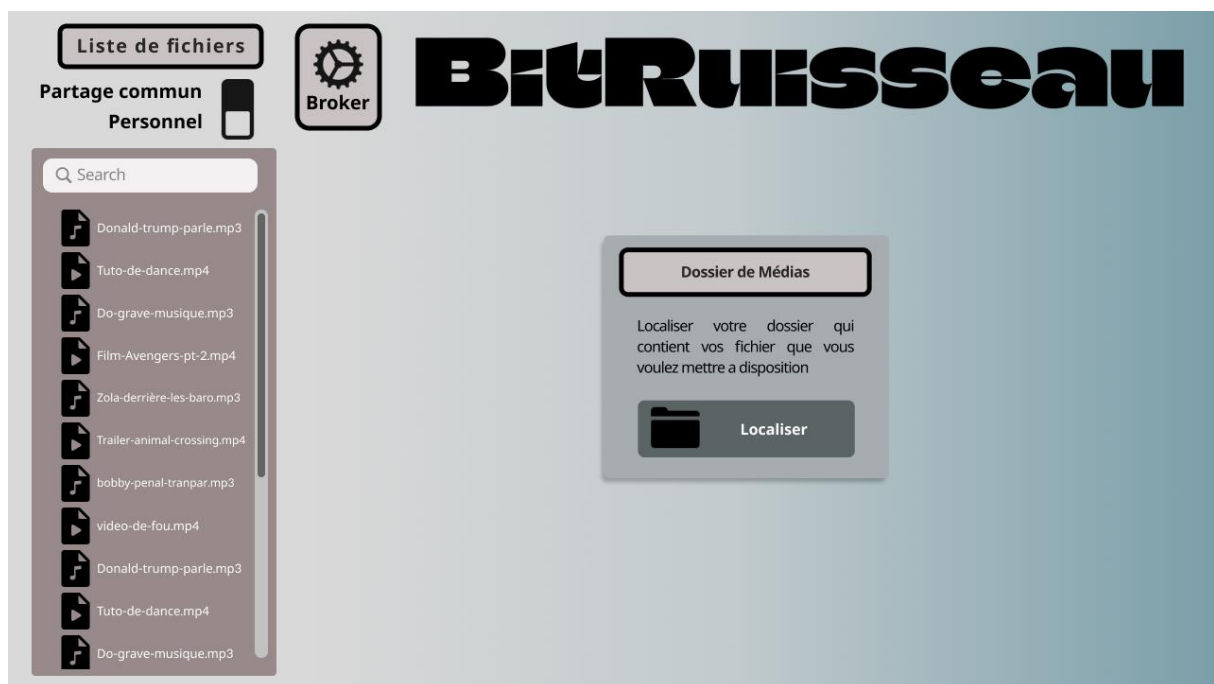 Liste de fichiers
Partage commun
Personnel
Broker
BitRuisseau
Search
Donald-trump-parle.mp3
Tuto-de-dance.mp4
Do-grave-musique.mp3
Film-Avengers-pt-2.mp4
Zola-derrière-les-baro.mp3
Trailer-animal-crossing.mp4
bobby-penal-tranpar.mp3
video-de-fou.mp4
Donald-trump-parle.mp3
Tuto-de-dance.mp4
Do-grave-musique.mp3
Dossier de Médias
Localiser votre dossier qui
contient vos fichier que vous
voulez mettre a disposition
Localiser